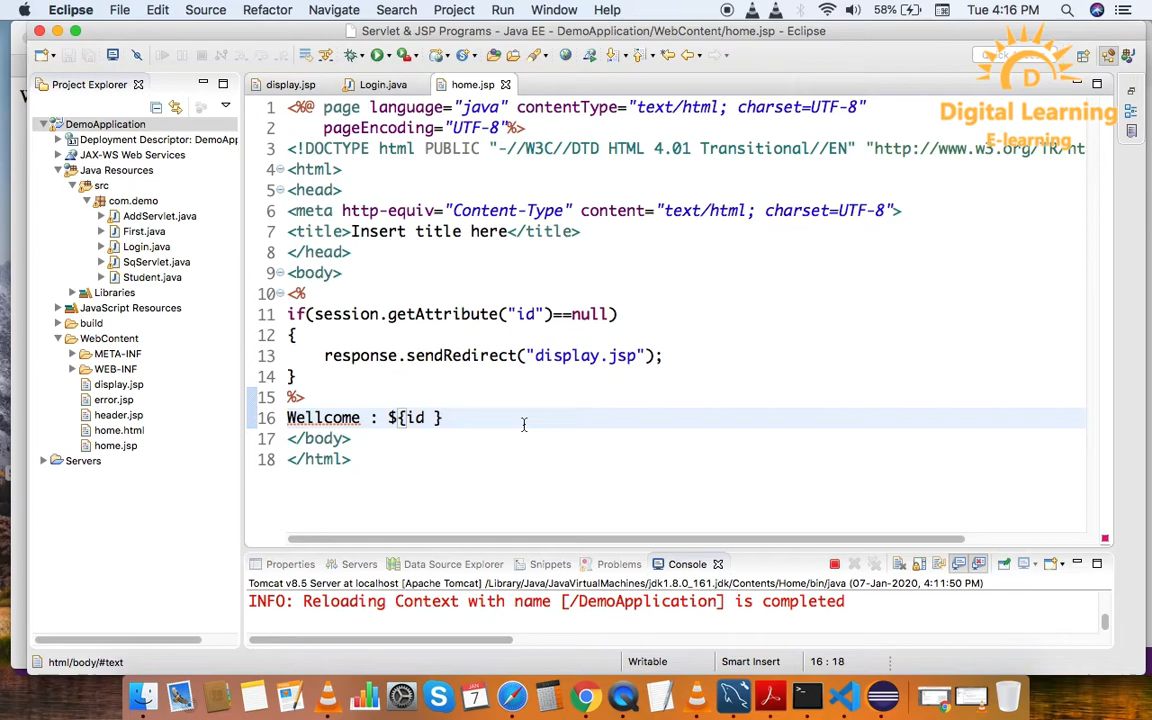 Eclipse File Edit Source Refactor Navigate Search Project Run Window Help 58% Tue 4:16 PM
Servlet & JSP Programs - Java EE - DemoApplication/WebContent/home.jsp - Eclipse
Digital Learning
E-learning
Project Explorer
display.jsp Login.java home.jsp
DemoApplication
Deployment Descriptor: DemoApp
JAX-WS Web Services
Java Resources
src
com.demo
AddServlet.java
First.java
Login.java
SqServlet.java
Student.java
Libraries
JavaScript Resources
build
WebContent
META-INF
WEB-INF
display.jsp
error.jsp
header.jsp
home.html
home.jsp
Servers
1 <%@ page language="java" contentType="text/html; charset=UTF-8"
2 pageEncoding="UTF-8"%>
3 <!DOCTYPE html PUBLIC "-//W3C//DTD HTML 4.01 Transitional//EN" "http://www.w3.org/TR/ht
4 <html>
5 <head>
6 <meta http-equiv="Content-Type" content="text/html; charset=UTF-8">
7 <title>Insert title here</title>
8 </head>
9 <body>
10 <%
11 if(session.getAttribute("id")==null)
12 {
13 response.sendRedirect("display.jsp");
14 }
15 %>
16 Wellcome : ${id }
17 </body>
18 </html>
Properties Servers Data Source Explorer Snippets Problems Console
Tomcat v8.5 Server at localhost [Apache Tomcat] /Library/Java/JavaVirtualMachines/jdk1.8.0_161.jdk/Contents/Home/bin/java (07-Jan-2020, 4:11:50 PM)
INFO: Reloading Context with name [/DemoApplication] is completed
html/body/#text Writable Smart Insert 16 : 18